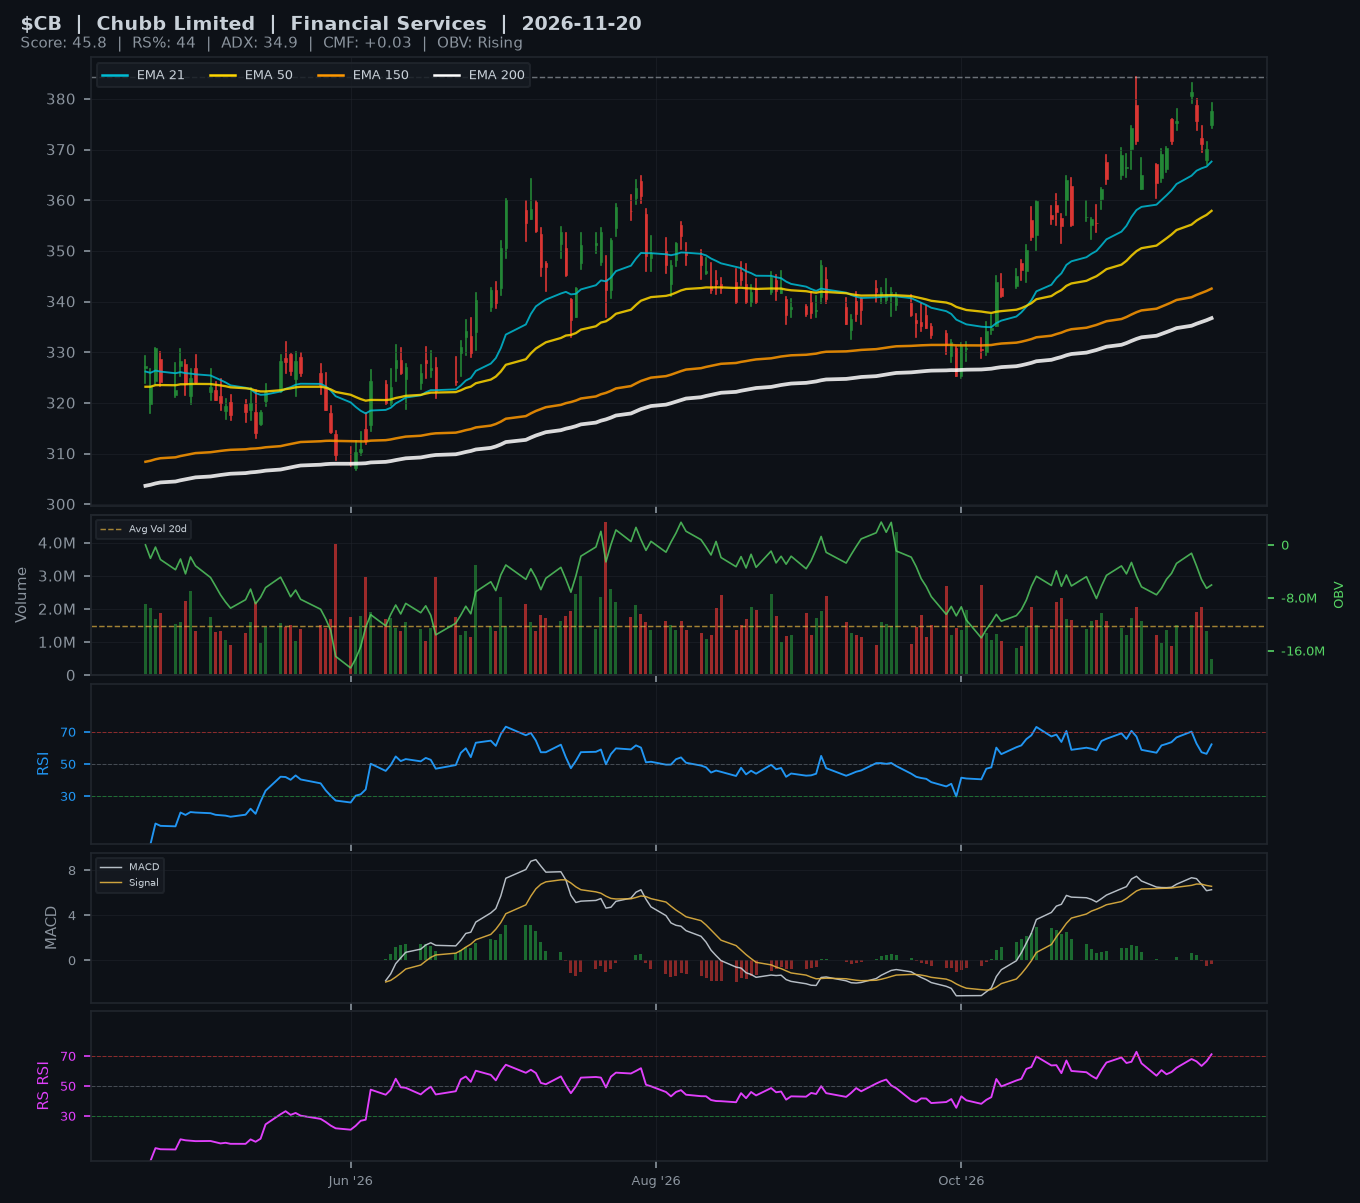 $CB | Chubb Limited | Financial Services | 2026-11-20
Score: 45.8 | RS%: 44 | ADX: 34.9 | CMF: +0.03 | OBV: Rising
EMA 21 EMA 50 EMA 150 EMA 200
380
370
360
350
340
330
320
310
300
Avg Vol 20d
4.0M
3.0M
2.0M
1.0M
0
Volume
0
-8.0M
-16.0M
OBV
70
50
30
RSI
MACD
Signal
8
4
0
MACD
70
50
30
RS RSI
Jun '26 Aug '26 Oct '26